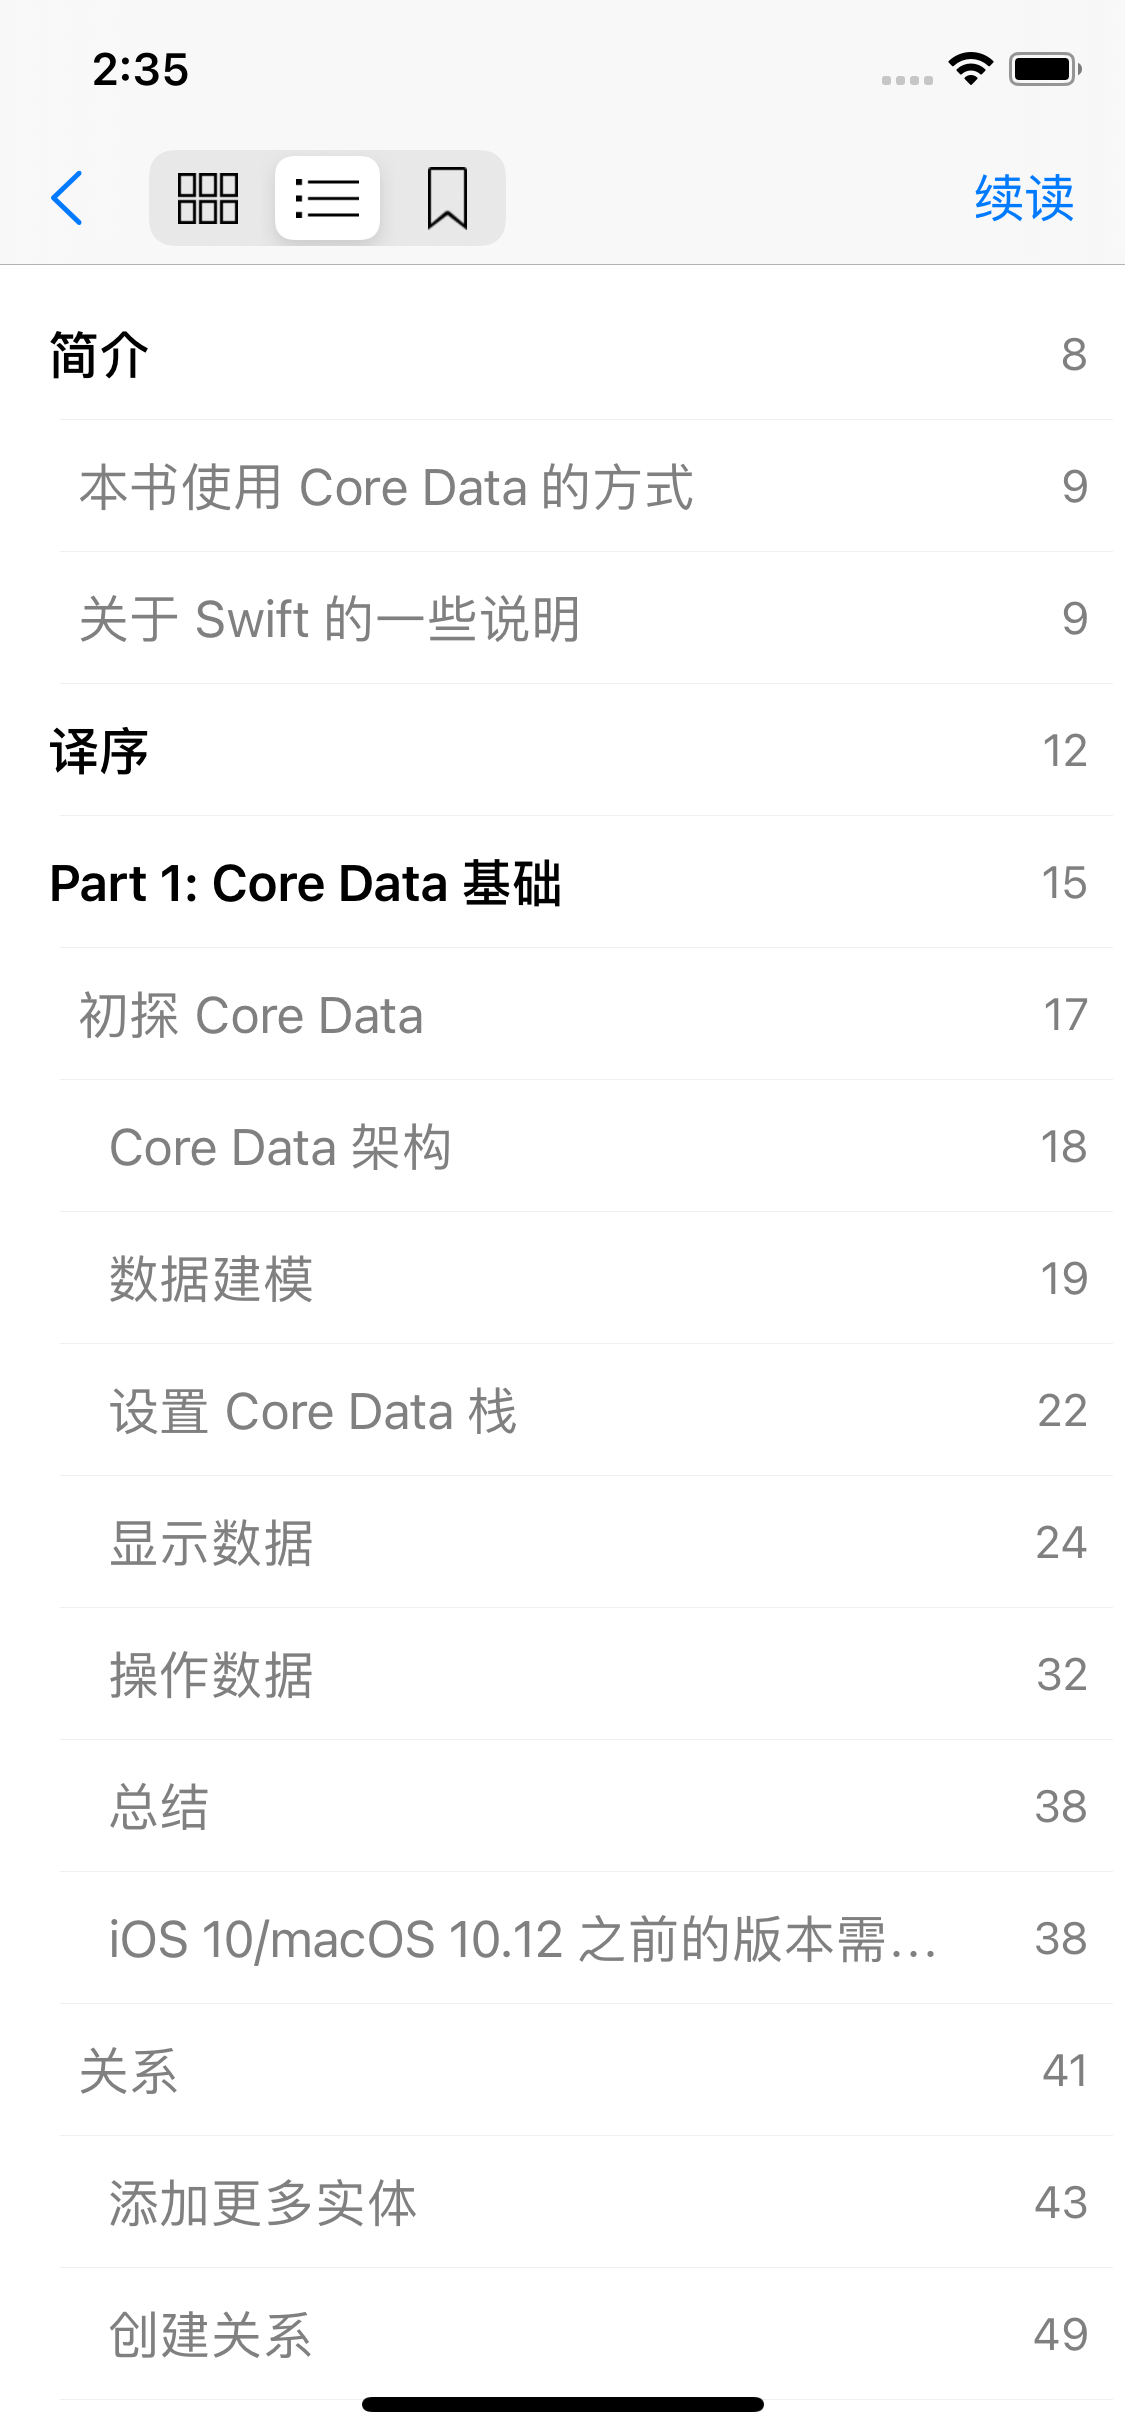 2:35
续读
简介 8
本书使用 Core Data 的方式 9
关于 Swift 的一些说明 9
译序 12
Part 1: Core Data 基础 15
初探 Core Data 17
Core Data 架构 18
数据建模 19
设置 Core Data 栈 22
显示数据 24
操作数据 32
总结 38
iOS 10/macOS 10.12 之前的版本需... 38
关系 41
添加更多实体 43
创建关系 49